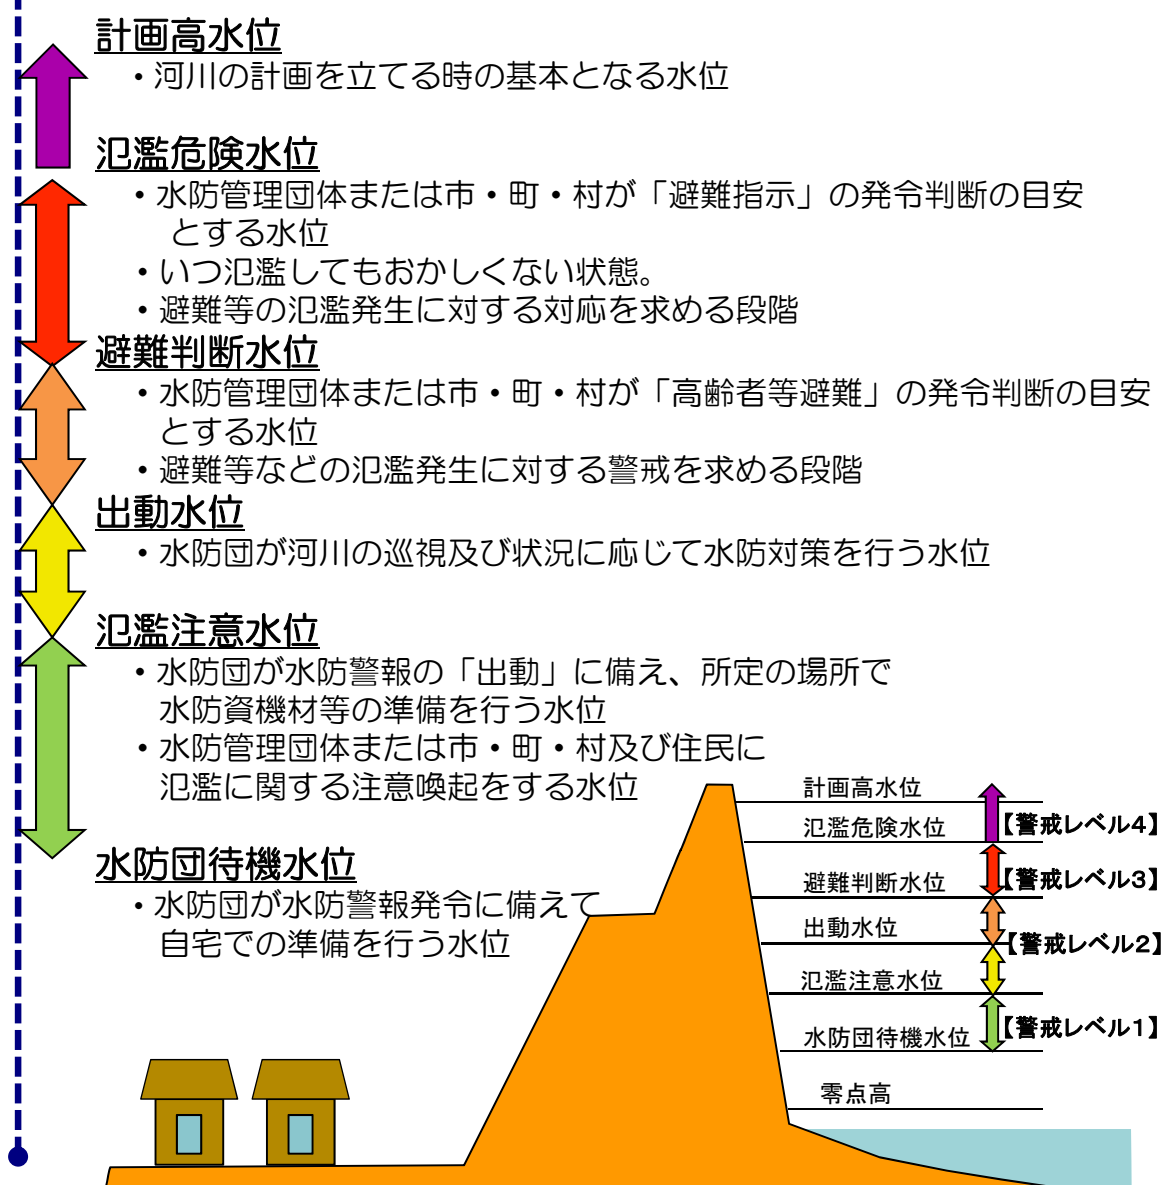 計画高水位
・河川の計画を立てる時の基本となる水位
氾濫危険水位
・水防管理団体または市・町・村が「避難指示」の発令判断の目安
とする水位
・いつ氾濫してもおかしくない状態。
・避難等の氾濫発生に対する対応を求める段階
避難判断水位
・水防管理団体または市・町・村が「高齢者等避難」の発令判断の目安
とする水位
・避難等などの氾濫発生に対する警戒を求める段階
出動水位
・水防団が河川の巡視及び状況に応じて水防対策を行う水位
氾濫注意水位
・水防団が水防警報の「出動」に備え、所定の場所で
水防資機材等の準備を行う水位
・水防管理団体または市・町・村及び住民に
氾濫に関する注意喚起をする水位
水防団待機水位
・水防団が水防警報発令に備えて
自宅での準備を行う水位
計画高水位
氾濫危険水位
【警戒レベル4】
避難判断水位
【警戒レベル3】
出動水位
【警戒レベル2】
氾濫注意水位
水防団待機水位
【警戒レベル1】
零点高